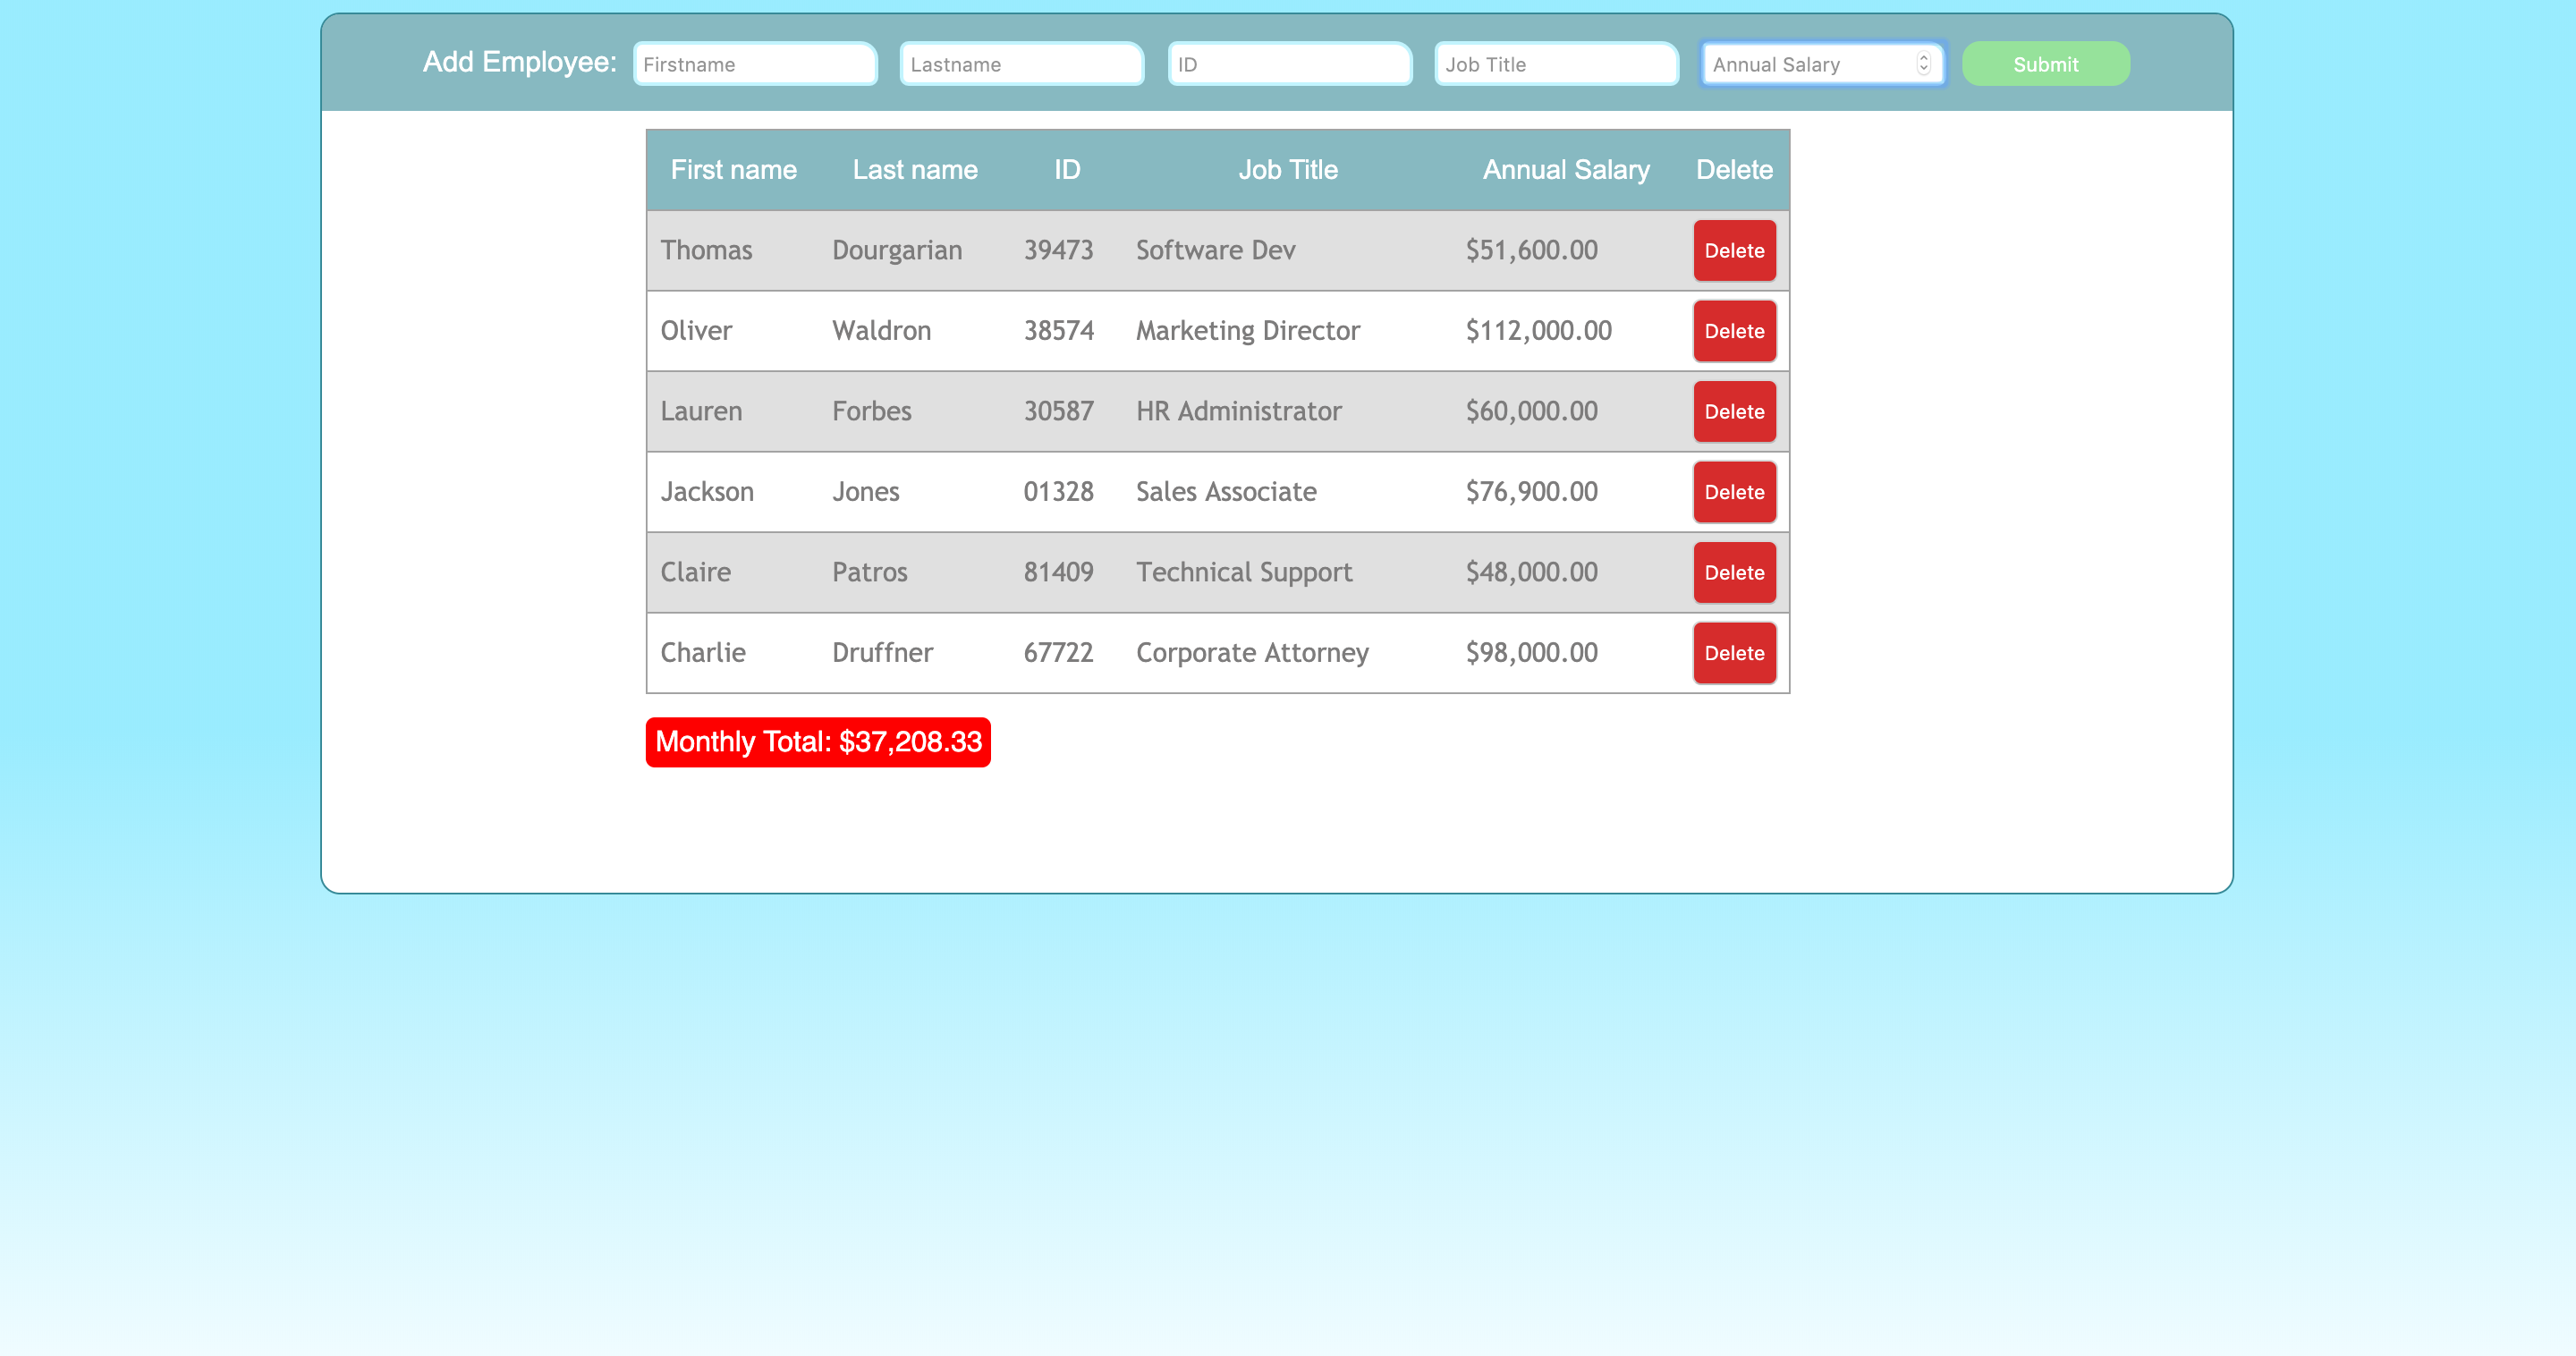 Add Employee: Firstname Lastname ID Job Title Annual Salary Submit
First name Last name ID Job Title Annual Salary Delete
Thomas Dourgarian 39473 Software Dev $51,600.00 Delete
Oliver Waldron 38574 Marketing Director $112,000.00 Delete
Lauren Forbes 30587 HR Administrator $60,000.00 Delete
Jackson Jones 01328 Sales Associate $76,900.00 Delete
Claire Patros 81409 Technical Support $48,000.00 Delete
Charlie Druffner 67722 Corporate Attorney $98,000.00 Delete
Monthly Total: $37,208.33